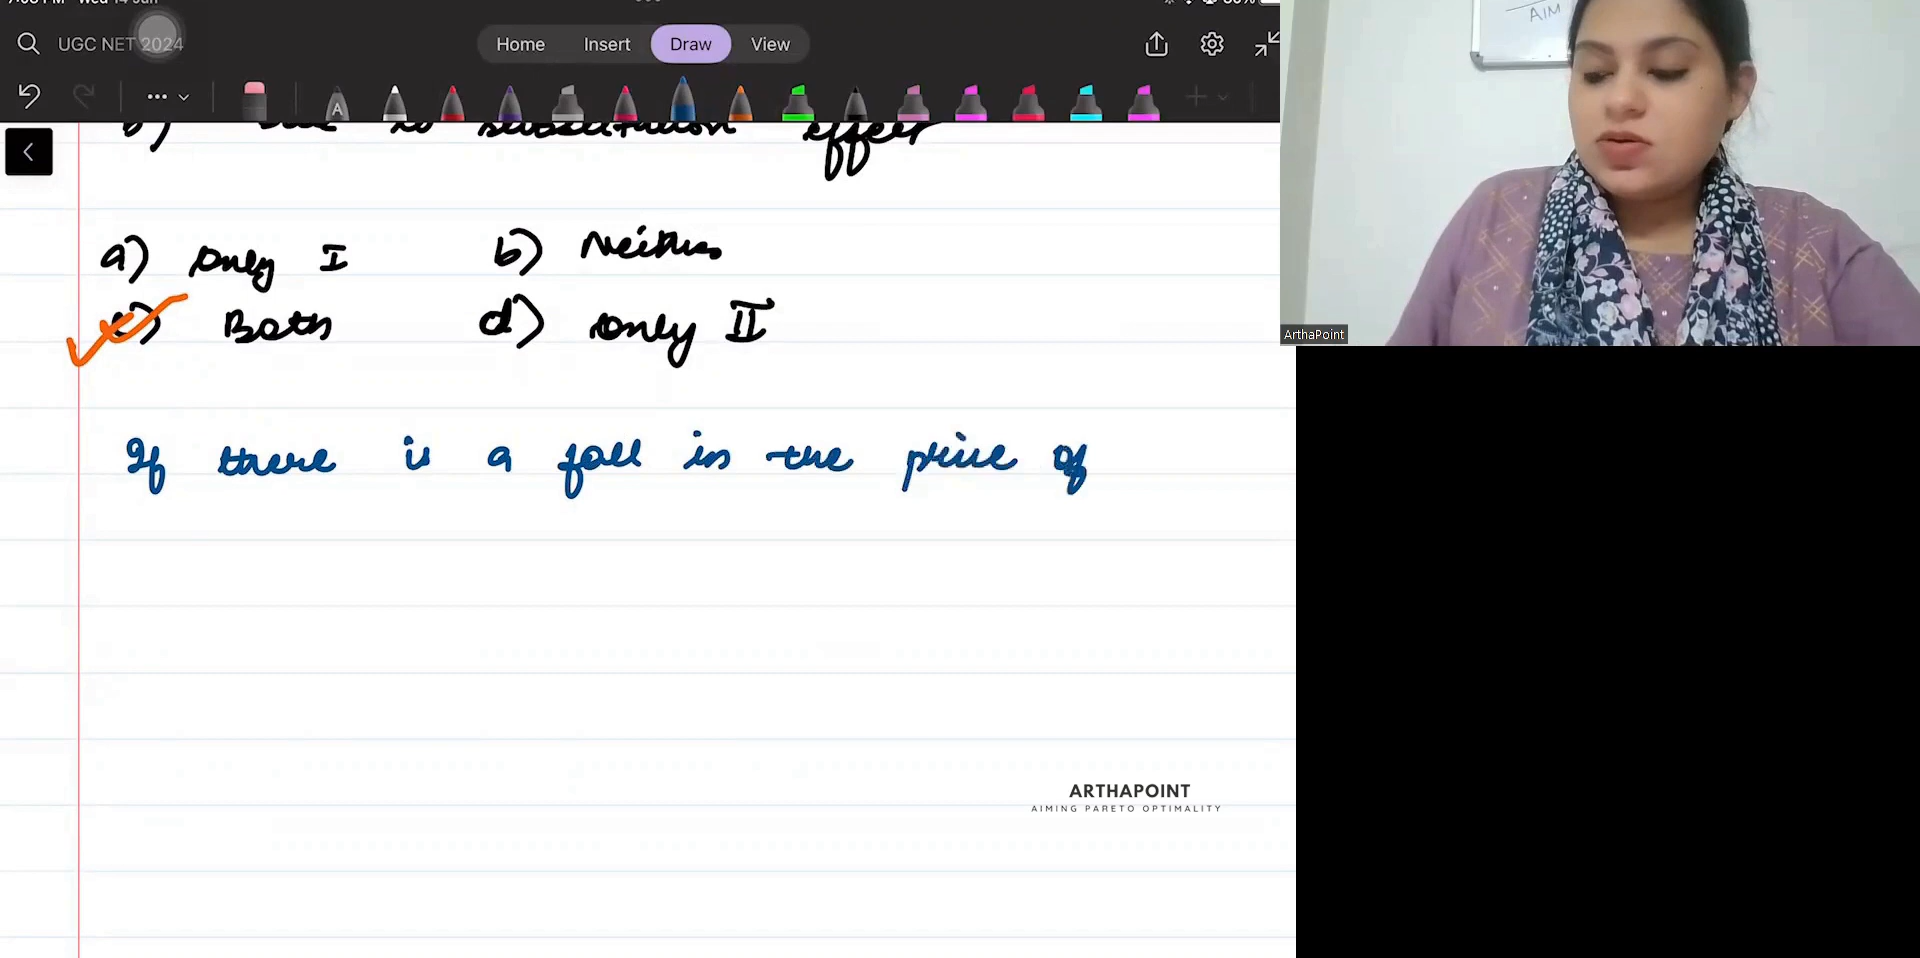 UGC NET 2024
Home Insert Draw View
AIM
substitution effect
a) Only I b) Neither
c) Both d) Only II
ArthaPoint
If there is a fall in the price of
ARTHAPOINT
AIMING PARETO OPTIMALITY